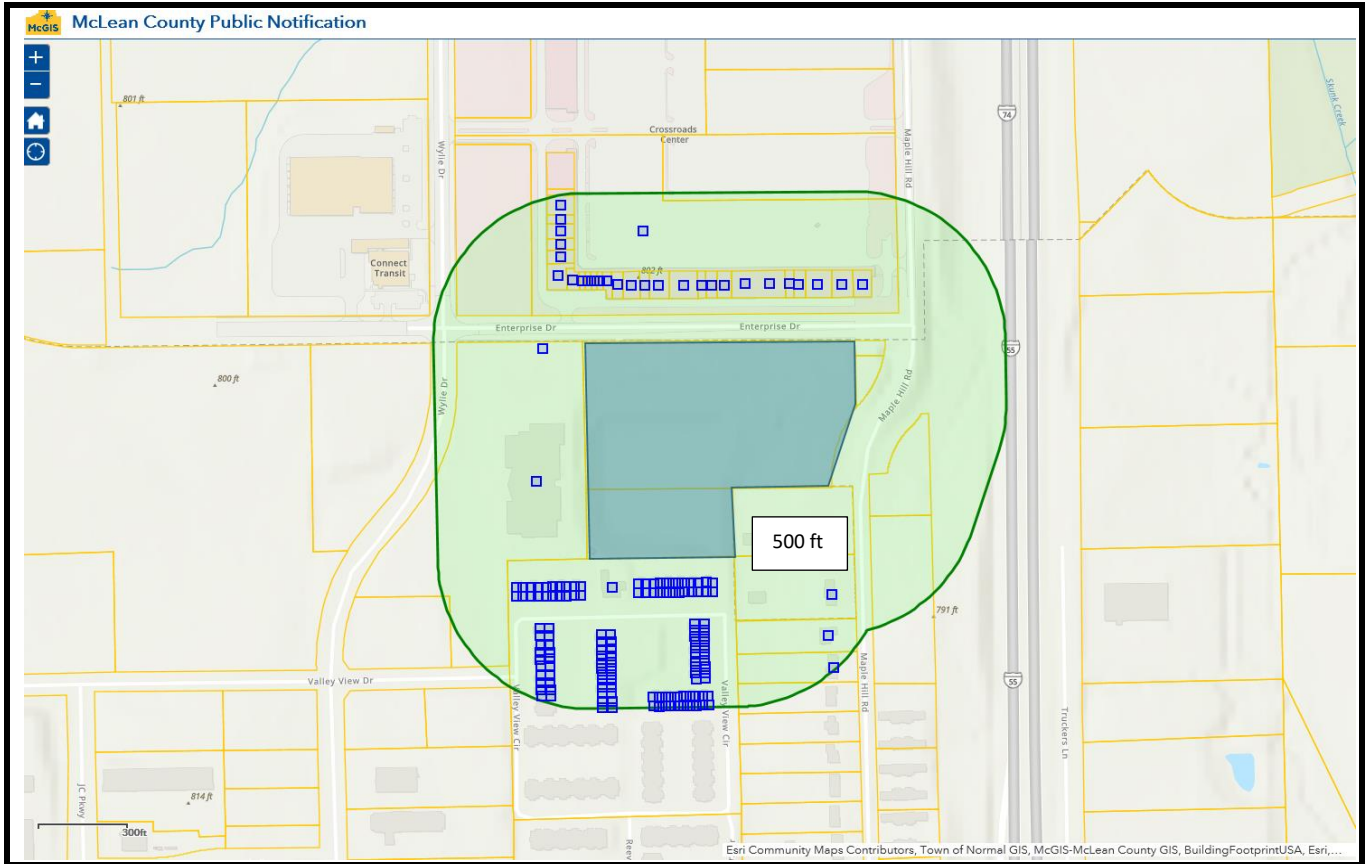 McGIS
McLean County Public Notification
+
−
801 ft
Skunk Creek
74
Crossroads
Center
Wylie Dr
Maple Hill Rd
Connect
Transit
802 ft
Enterprise Dr
Enterprise Dr
55
800 ft
Wylie Dr
Maple Hill Rd
500 ft
791 ft
Valley View Dr
55
Maple Hill Rd
Valley View Cir
Valley View Cir
Truckers Ln
JC Pkwy
814 ft
300ft
Reev
Esri Community Maps Contributors, Town of Normal GIS, McGIS-McLean County GIS, BuildingFootprintUSA, Esri,...